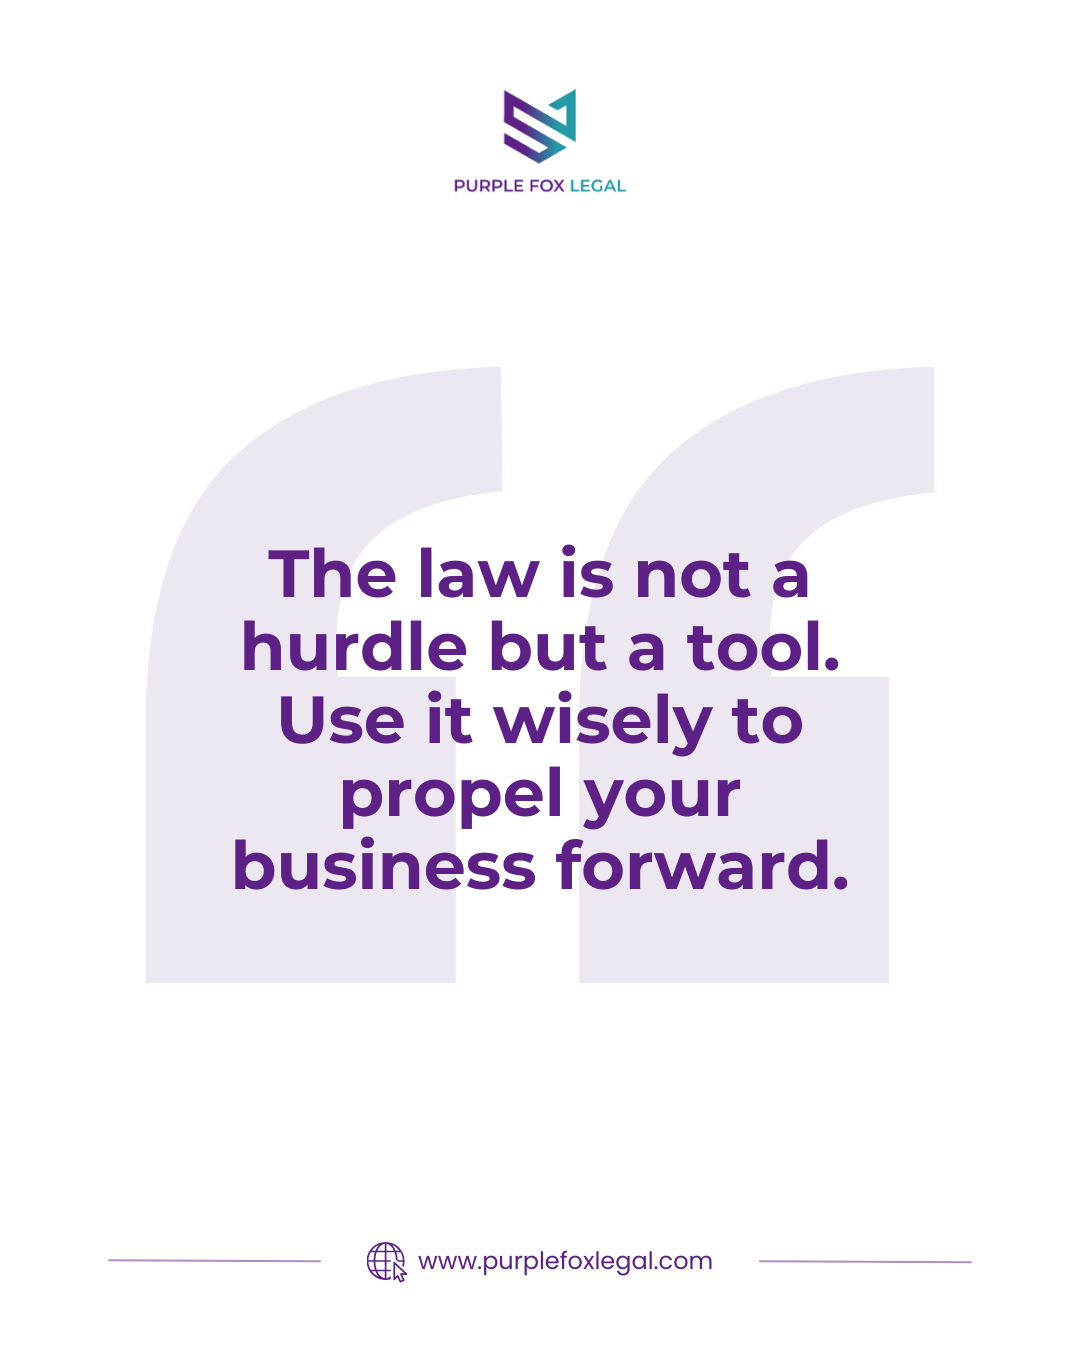 PURPLE FOX LEGAL
The law is not a
hurdle but a tool.
Use it wisely to
propel your
business forward.
www.purplefoxlegal.com